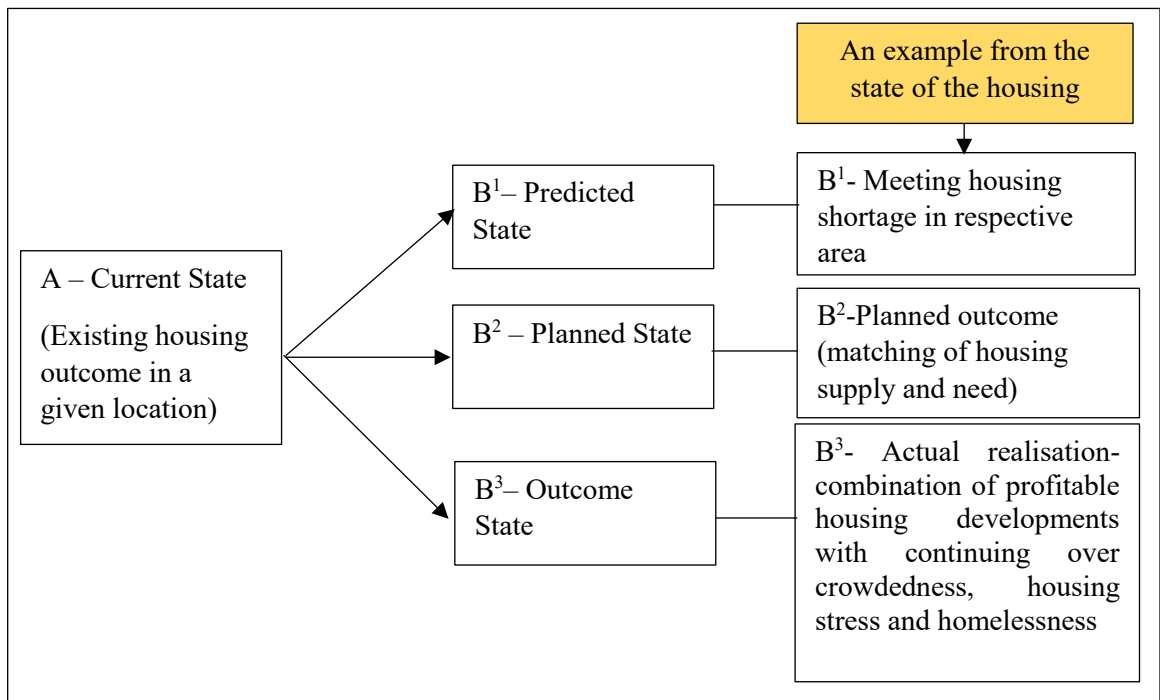 An example from the
state of the housing
B¹– Predicted
State
B¹- Meeting housing
shortage in respective
area
A – Current State
(Existing housing
outcome in a
given location)
B² – Planned State
B²-Planned outcome
(matching of housing
supply and need)
B³– Outcome
State
B³- Actual realisation-
combination of profitable
housing developments
with continuing over
crowdedness, housing
stress and homelessness